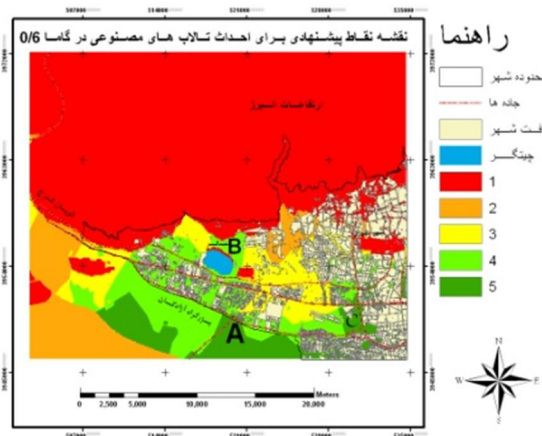 نقشه نقاط پیشنهادی برای احداث تالاب های مصنوعی در گاما 0/6
راهنما
محدوده شهر
جاده ها
بافت شهر
چیتگر
1
2
3
4
5
ارتفاعات البرز
B
A
بزرگراه آزادگان
Meters
0 2,500 5,000 10,000 15,000 20,000
N
W E
S